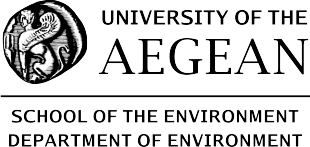 UNIVERSITY OF THE
AEGEAN
SCHOOL OF THE ENVIRONMENT
DEPARTMENT OF ENVIRONMENT